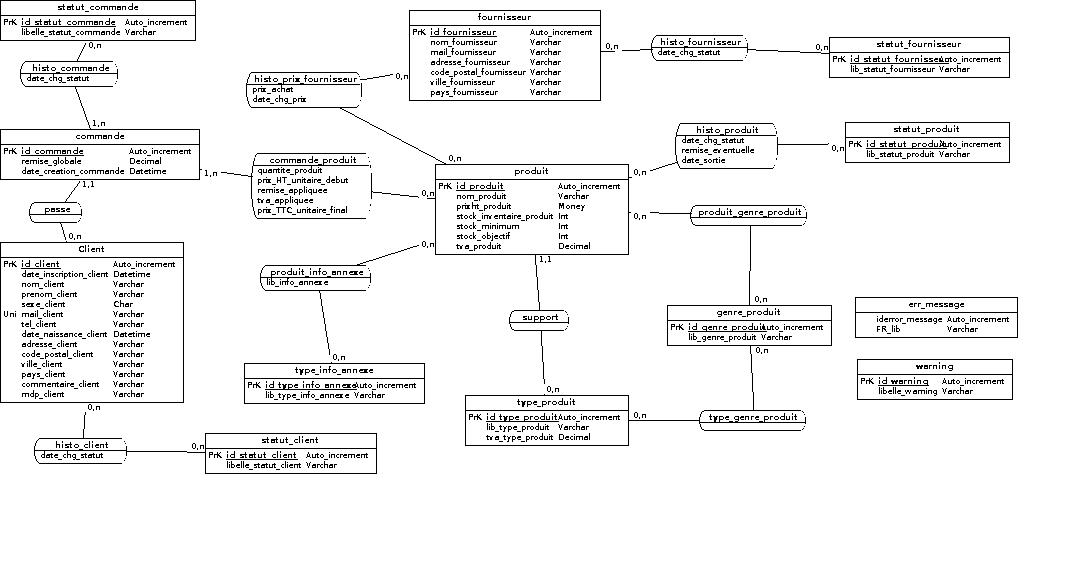 statut_commande
PrK id_statut_commande Auto_increment
libelle_statut_commande Varchar
0,n
histo_commande
date_chg_statut
1,n
commande
PrK id_commande Auto_increment
remise_globale Decimal
date_creation_commande Datetime
1,1
1,n
passe
0,n
Client
PrK id_client Auto_increment
date_inscription_client Datetime
nom_client Varchar
prenom_client Varchar
sexe_client Char
Uni mail_client Varchar
tel_client Varchar
date_naissance_client Datetime
adresse_client Varchar
code_postal_client Varchar
ville_client Varchar
pays_client Varchar
commentaire_client Varchar
mdp_client Varchar
0,n
histo_client
date_chg_statut
0,n
statut_client
PrK id_statut_client Auto_increment
libelle_statut_client Varchar
fournisseur
PrK id_fournisseur Auto_increment
nom_fournisseur Varchar
mail_fournisseur Varchar
adresse_fournisseur Varchar
code_postal_fournisseur Varchar
ville_fournisseur Varchar
pays_fournisseur Varchar
0,n
0,n
histo_prix_fournisseur
prix_achat
date_chg_prix
0,n
histo_fournisseur
date_chg_statut
0,n
statut_fournisseur
PrK id_statut_fournisseur Auto_increment
lib_statut_fournisseur Varchar
commande_produit
quantite_produit
prix_HT_unitaire_debut
remise_appliquee
tva_appliquee
prix_TTC_unitaire_final
0,n
produit
PrK id_produit Auto_increment
nom_produit Varchar
prixht_produit Money
stock_inventaire_produit Int
stock_minimum Int
stock_objectif Int
tva_produit Decimal
0,n
0,n
0,n
1,1
histo_produit
date_chg_statut
remise_eventuelle
date_sortie
0,n
statut_produit
PrK id_statut_produit Auto_increment
lib_statut_produit Varchar
produit_genre_produit
0,n
genre_produit
PrK id_genre_produit Auto_increment
lib_genre_produit Varchar
0,n
produit_info_annexe
lib_info_annexe
0,n
type_info_annexe
PrK id_type_info_annexe Auto_increment
lib_type_info_annexe Varchar
support
0,n
type_produit
PrK id_type_produit Auto_increment
lib_type_produit Varchar
tva_type_produit Decimal
0,n
type_genre_produit
err_message
iderror_message Auto_increment
FR_lib Varchar
warning
PrK id_warning Auto_increment
libelle_warning Varchar